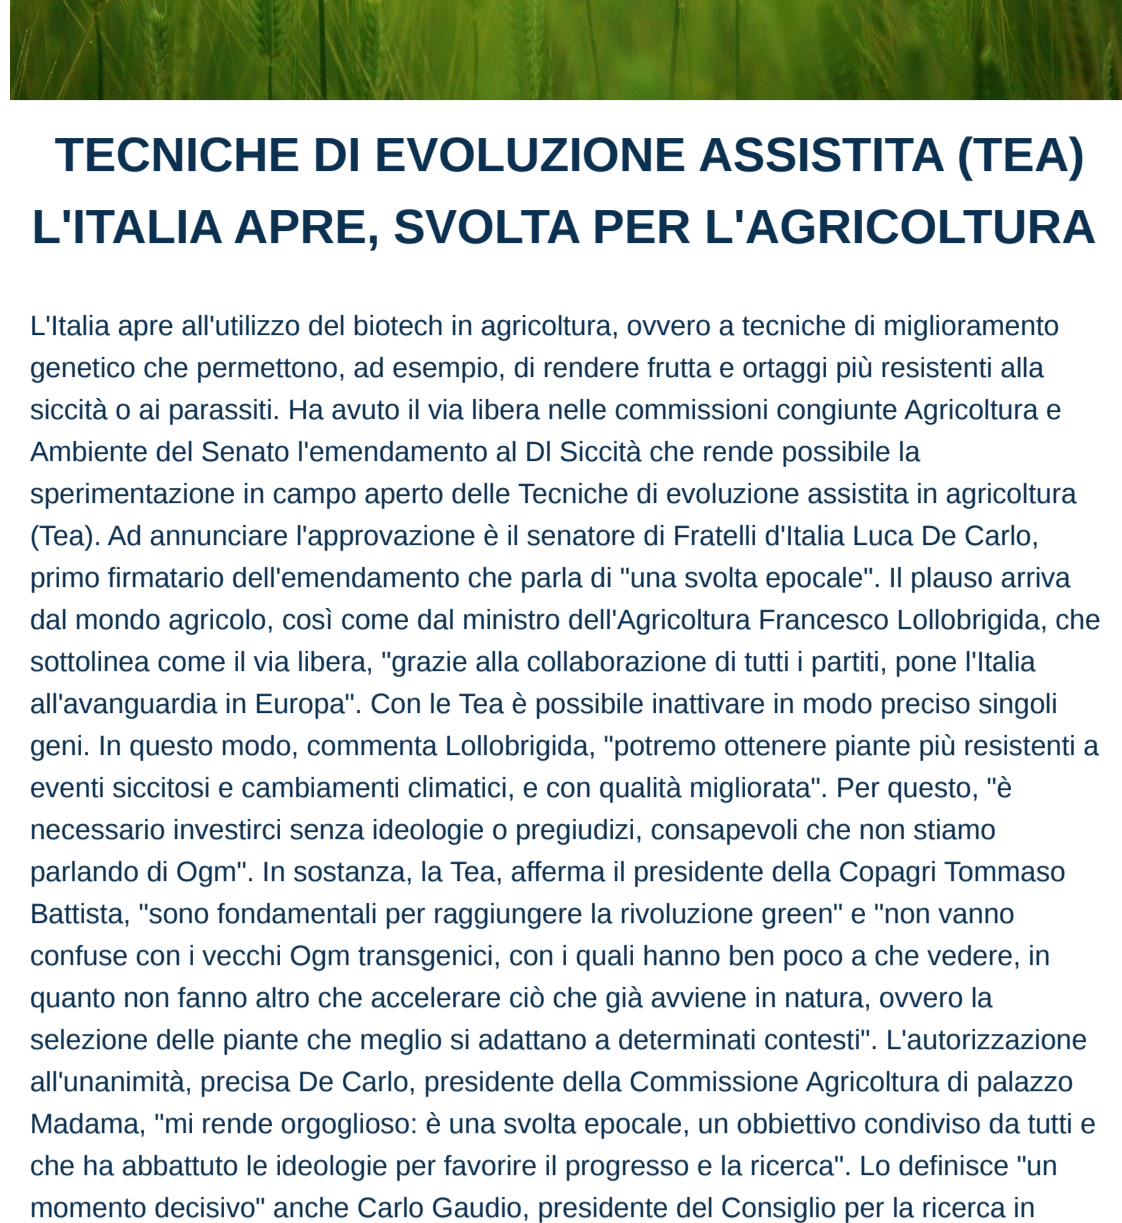 TECNICHE DI EVOLUZIONE ASSISTITA (TEA)
L'ITALIA APRE, SVOLTA PER L'AGRICOLTURA
L'Italia apre all'utilizzo del biotech in agricoltura, ovvero a tecniche di miglioramento
genetico che permettono, ad esempio, di rendere frutta e ortaggi più resistenti alla
siccità o ai parassiti. Ha avuto il via libera nelle commissioni congiunte Agricoltura e
Ambiente del Senato l'emendamento al Dl Siccità che rende possibile la
sperimentazione in campo aperto delle Tecniche di evoluzione assistita in agricoltura
(Tea). Ad annunciare l'approvazione è il senatore di Fratelli d'Italia Luca De Carlo,
primo firmatario dell'emendamento che parla di "una svolta epocale". Il plauso arriva
dal mondo agricolo, così come dal ministro dell'Agricoltura Francesco Lollobrigida, che
sottolinea come il via libera, "grazie alla collaborazione di tutti i partiti, pone l'Italia
all'avanguardia in Europa". Con le Tea è possibile inattivare in modo preciso singoli
geni. In questo modo, commenta Lollobrigida, "potremo ottenere piante più resistenti a
eventi siccitosi e cambiamenti climatici, e con qualità migliorata". Per questo, "è
necessario investirci senza ideologie o pregiudizi, consapevoli che non stiamo
parlando di Ogm". In sostanza, la Tea, afferma il presidente della Copagri Tommaso
Battista, "sono fondamentali per raggiungere la rivoluzione green" e "non vanno
confuse con i vecchi Ogm transgenici, con i quali hanno ben poco a che vedere, in
quanto non fanno altro che accelerare ciò che già avviene in natura, ovvero la
selezione delle piante che meglio si adattano a determinati contesti". L'autorizzazione
all'unanimità, precisa De Carlo, presidente della Commissione Agricoltura di palazzo
Madama, "mi rende orgoglioso: è una svolta epocale, un obbiettivo condiviso da tutti e
che ha abbattuto le ideologie per favorire il progresso e la ricerca". Lo definisce "un
momento decisivo" anche Carlo Gaudio, presidente del Consiglio per la ricerca in